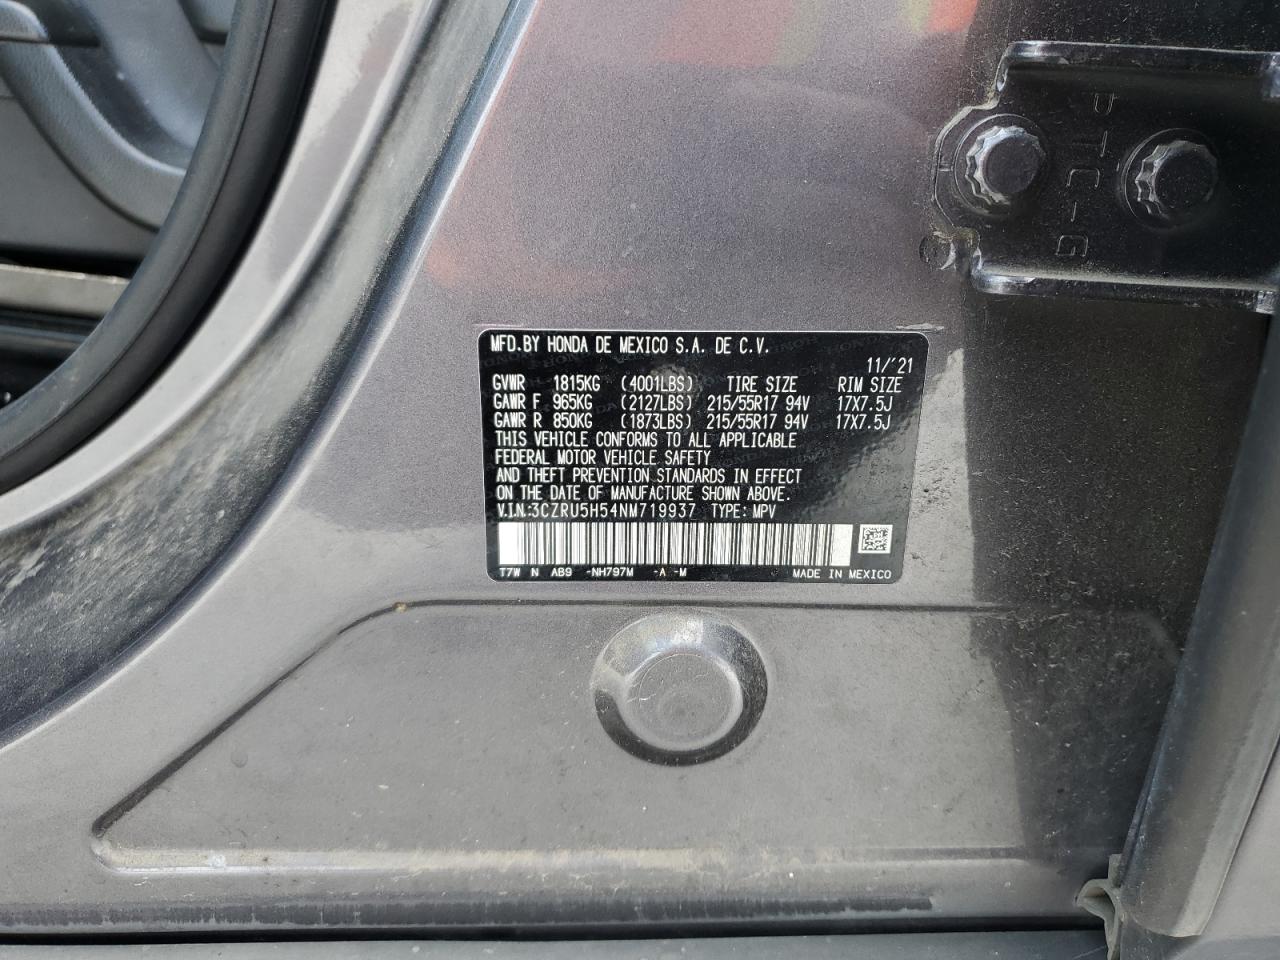 MFD.BY HONDA DE MEXICO S.A. DE C.V.
11/'21
GVWR 1815KG (4001LBS) TIRE SIZE RIM SIZE
GAWR F 965KG (2127LBS) 215/55R17 94V 17X7.5J
GAWR R 850KG (1873LBS) 215/55R17 94V 17X7.5J
THIS VEHICLE CONFORMS TO ALL APPLICABLE
FEDERAL MOTOR VEHICLE SAFETY
AND THEFT PREVENTION STANDARDS IN EFFECT
ON THE DATE OF MANUFACTURE SHOWN ABOVE.
V.I.N.:3CZRU5H54NM719937 TYPE: MPV
T7W N AB9 -NH797M -A -M MADE IN MEXICO